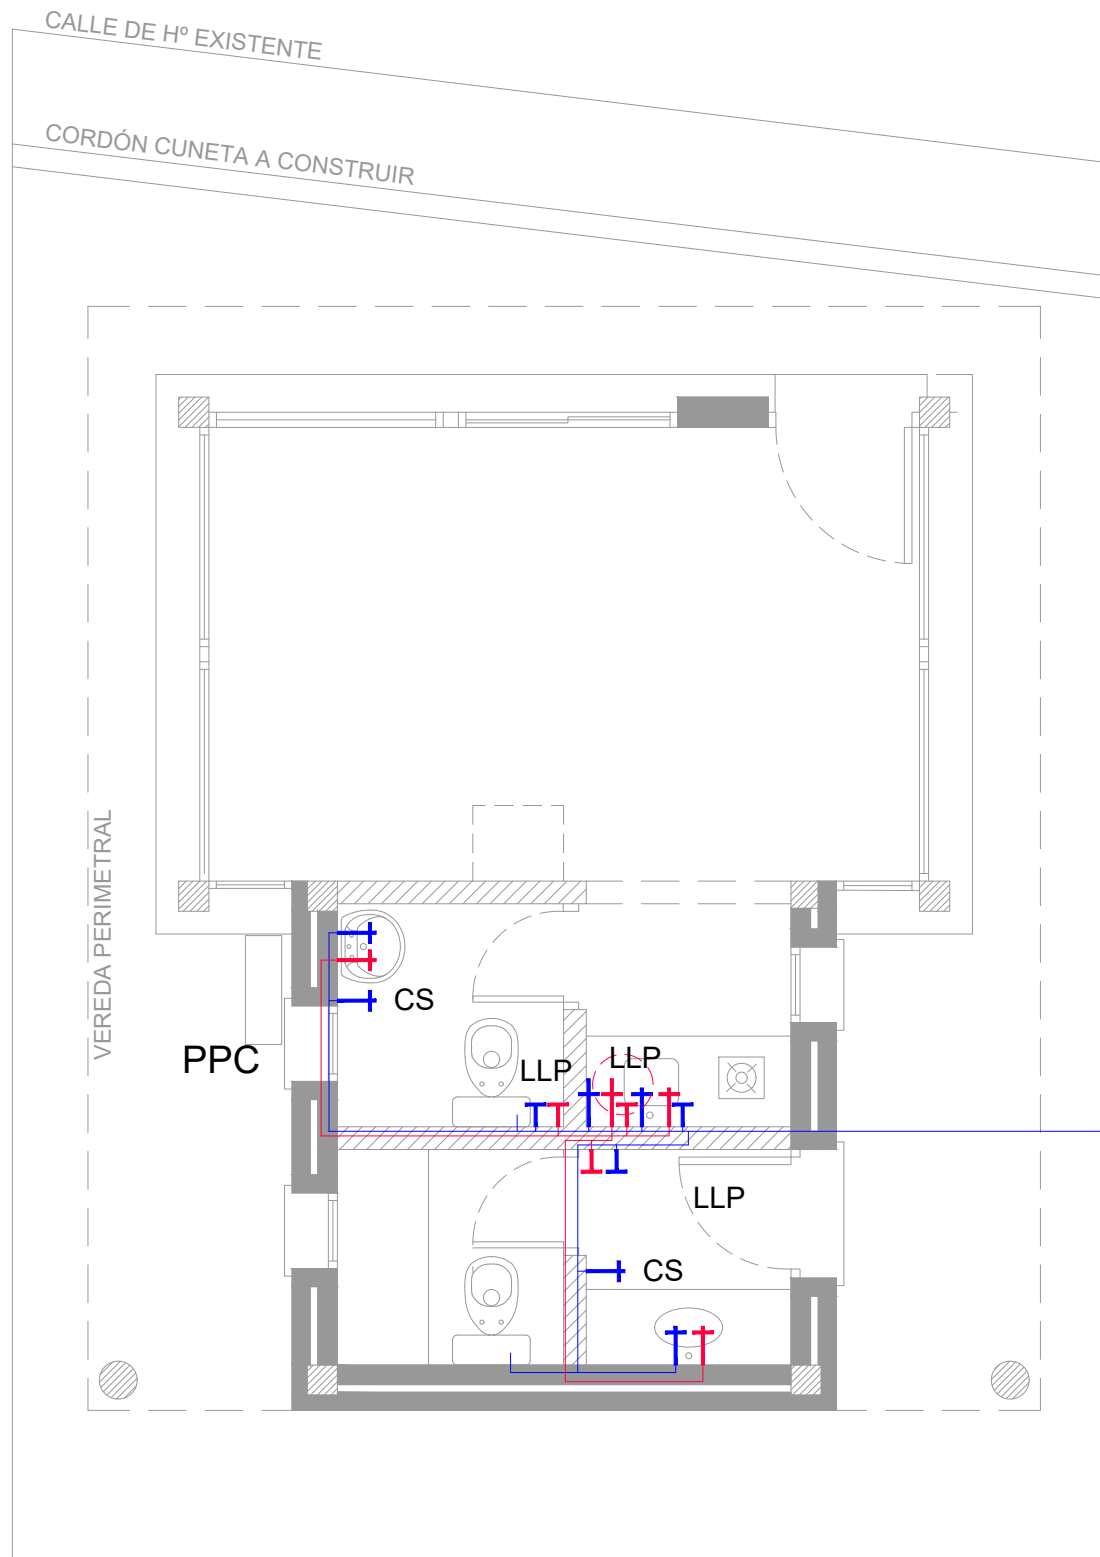 CALLE DE Hº EXISTENTE
CORDÓN CUNETA A CONSTRUIR
VEREDA PERIMETRAL
CS
PPC
LLP
LLP
LLP
CS